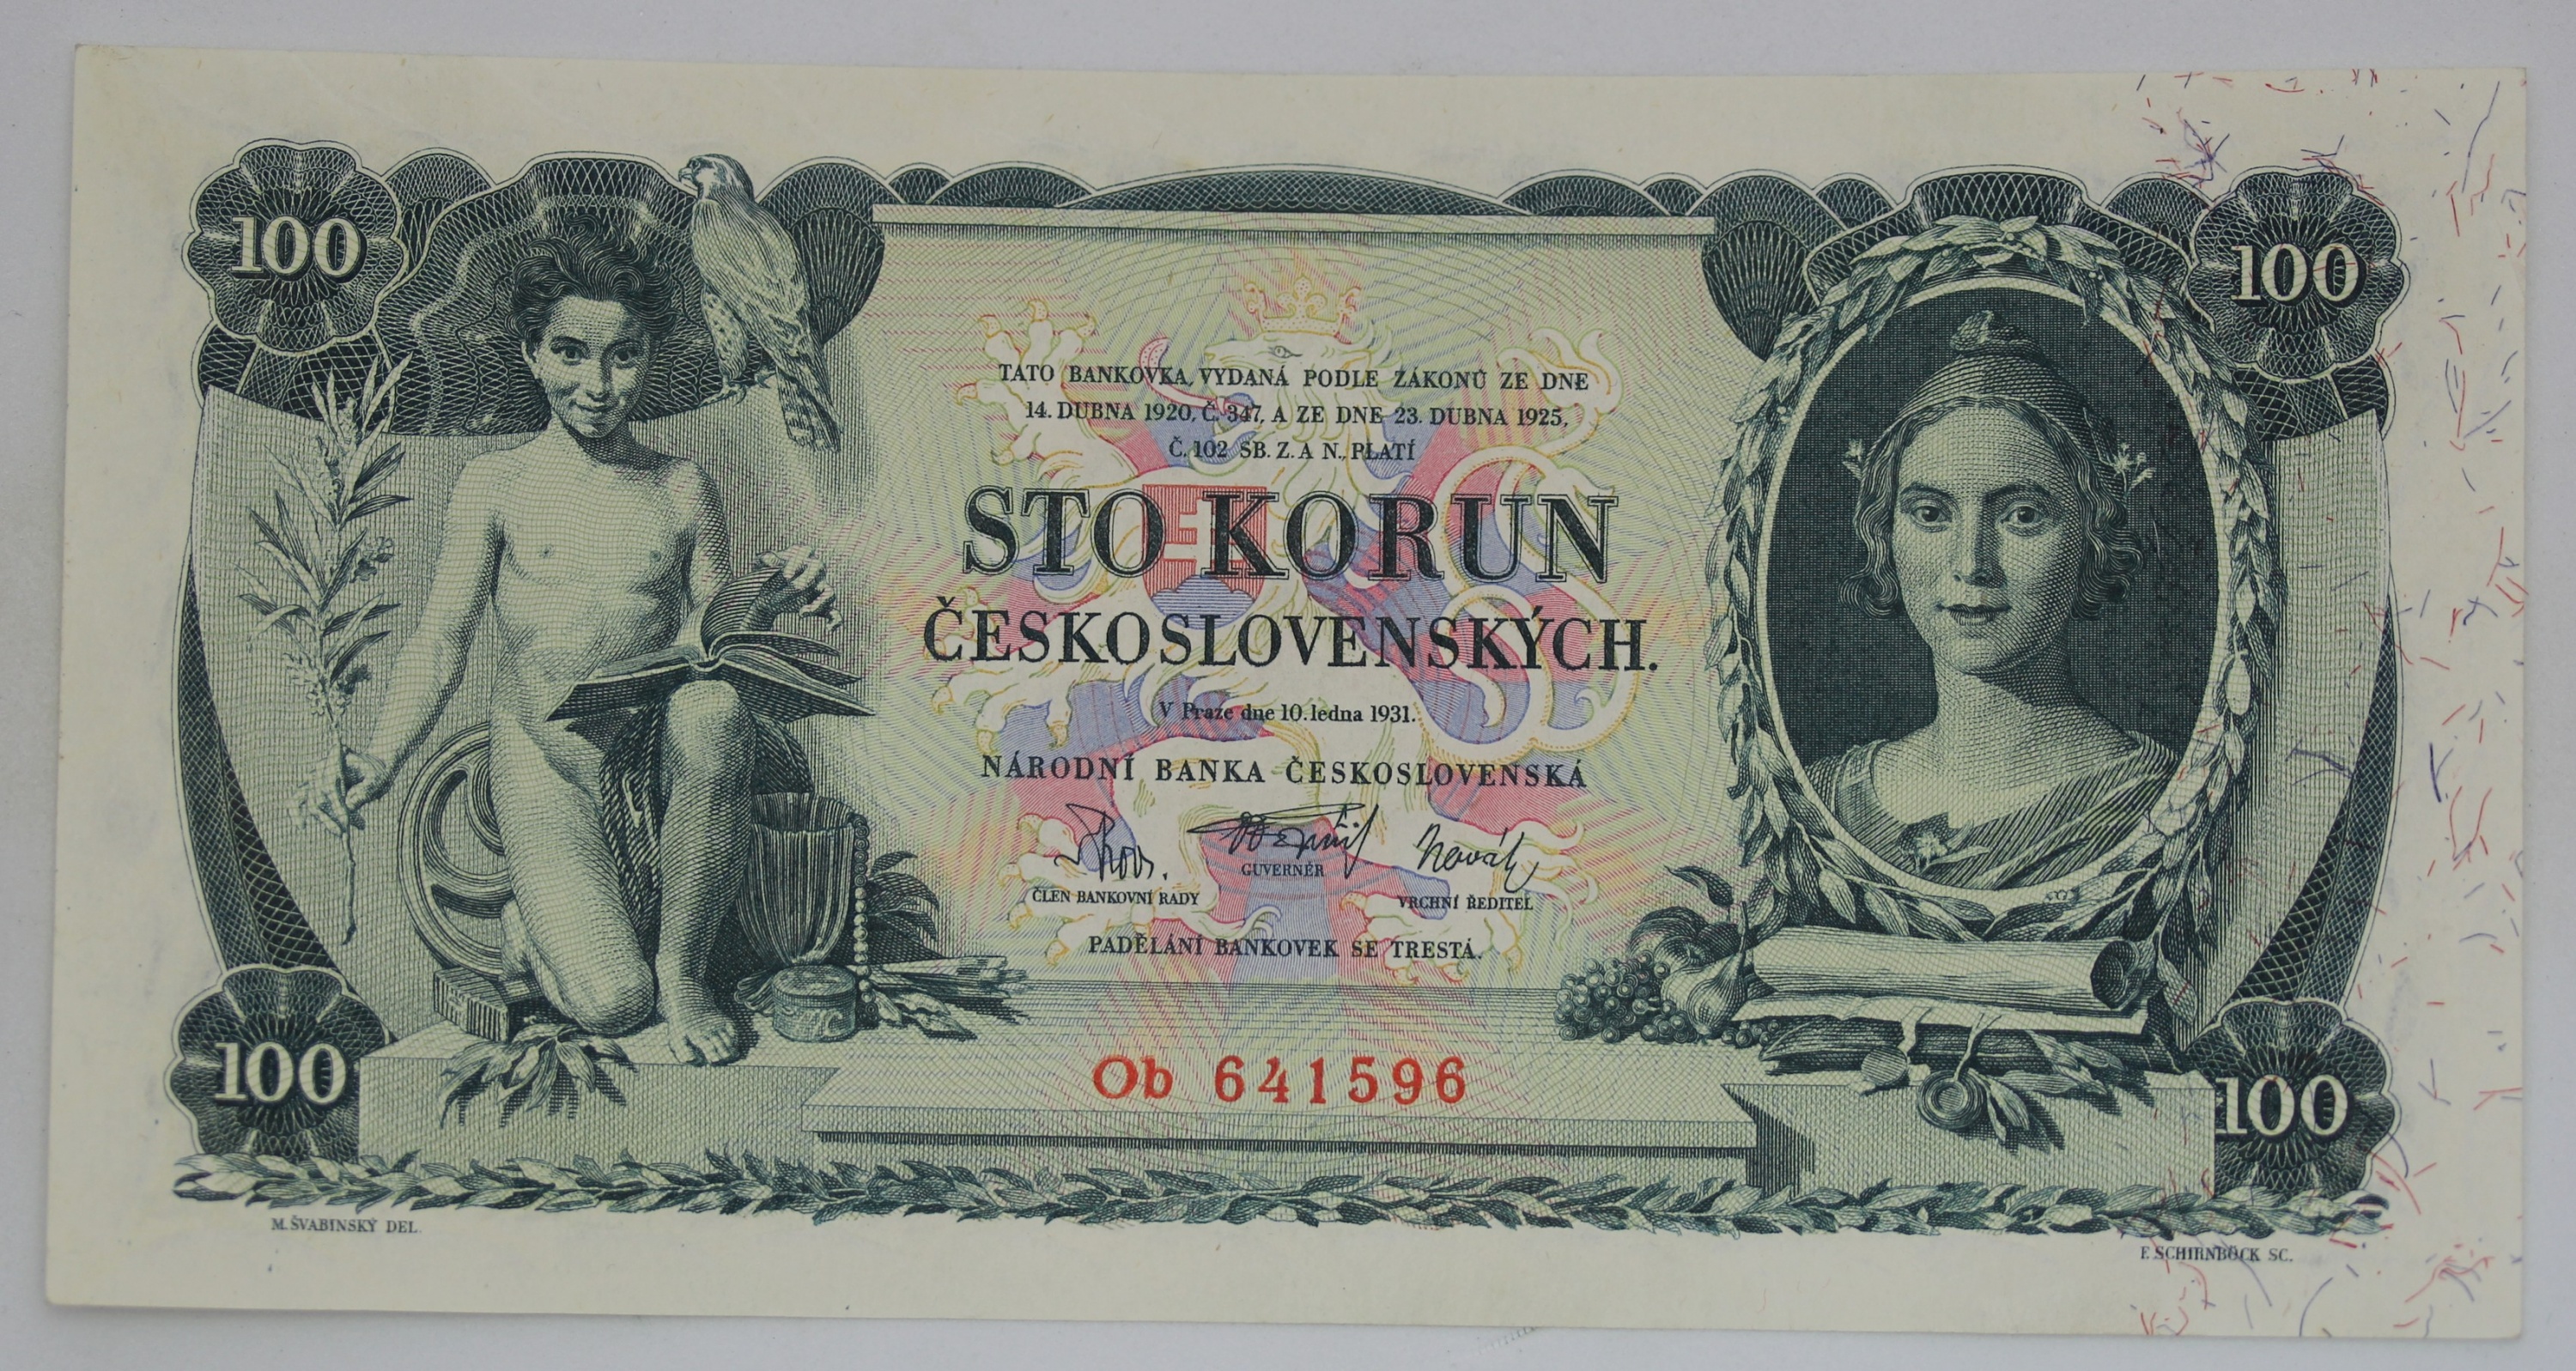 100
100
TATO BANKOVKA, VYDANÁ PODLE ZÁKONŮ ZE DNE
14. DUBNA 1920, Č. 347, A ZE DNE 23. DUBNA 1925,
Č. 102 SB. Z. A N., PLATÍ
STO KORUN
ČESKOSLOVENSKÝCH.
V Praze dne 10. ledna 1931.
NÁRODNÍ BANKA ČESKOSLOVENSKÁ
Novák
GUVERNÉR
ČLEN BANKOVNÍ RADY
VRCHNÍ ŘEDITEL
PADĚLÁNÍ BANKOVEK SE TRESTÁ.
Ob 641596
100
100
M. ŠVABINSKÝ DEL.
F. SCHIRNBÖCK SC.